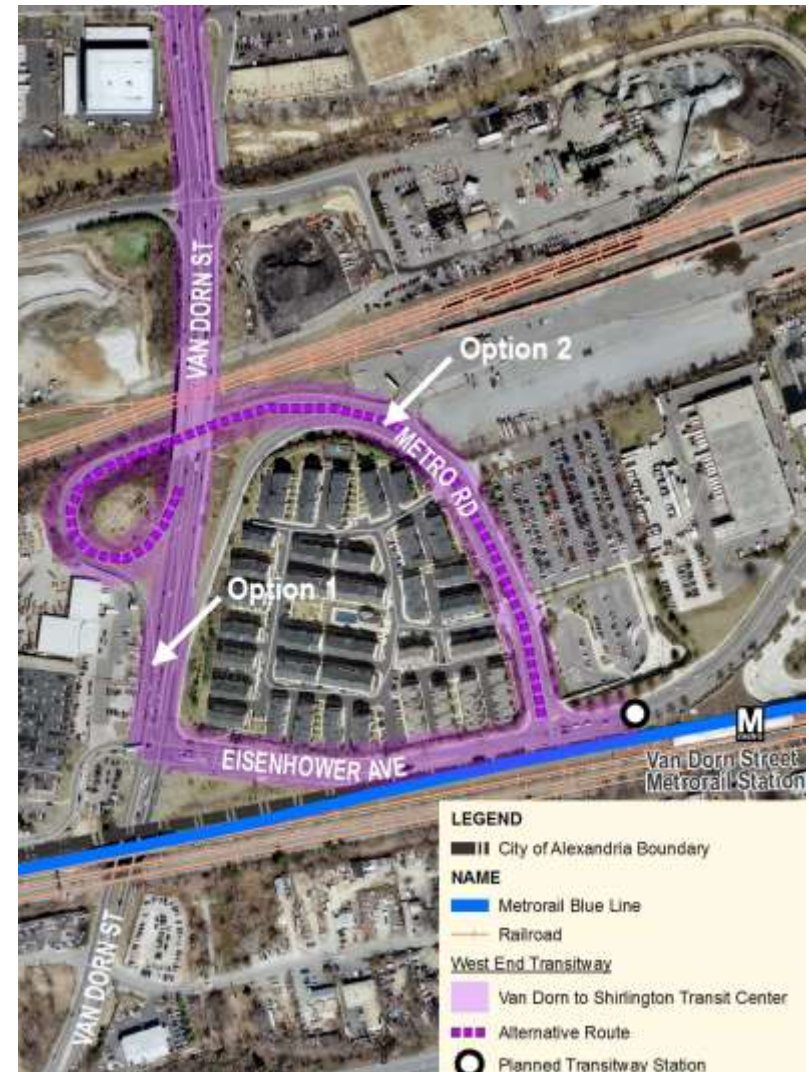 VAN DORN ST
Option 2
METRO RD
Option 1
EISENHOWER AVE
M
Van Dorn Street
Metrorail Station
VAN DORN ST
LEGEND
City of Alexandria Boundary
NAME
Metrorail Blue Line
Railroad
West End Transitway
Van Dorn to Shirlington Transit Center
Alternative Route
Planned Transitway Station